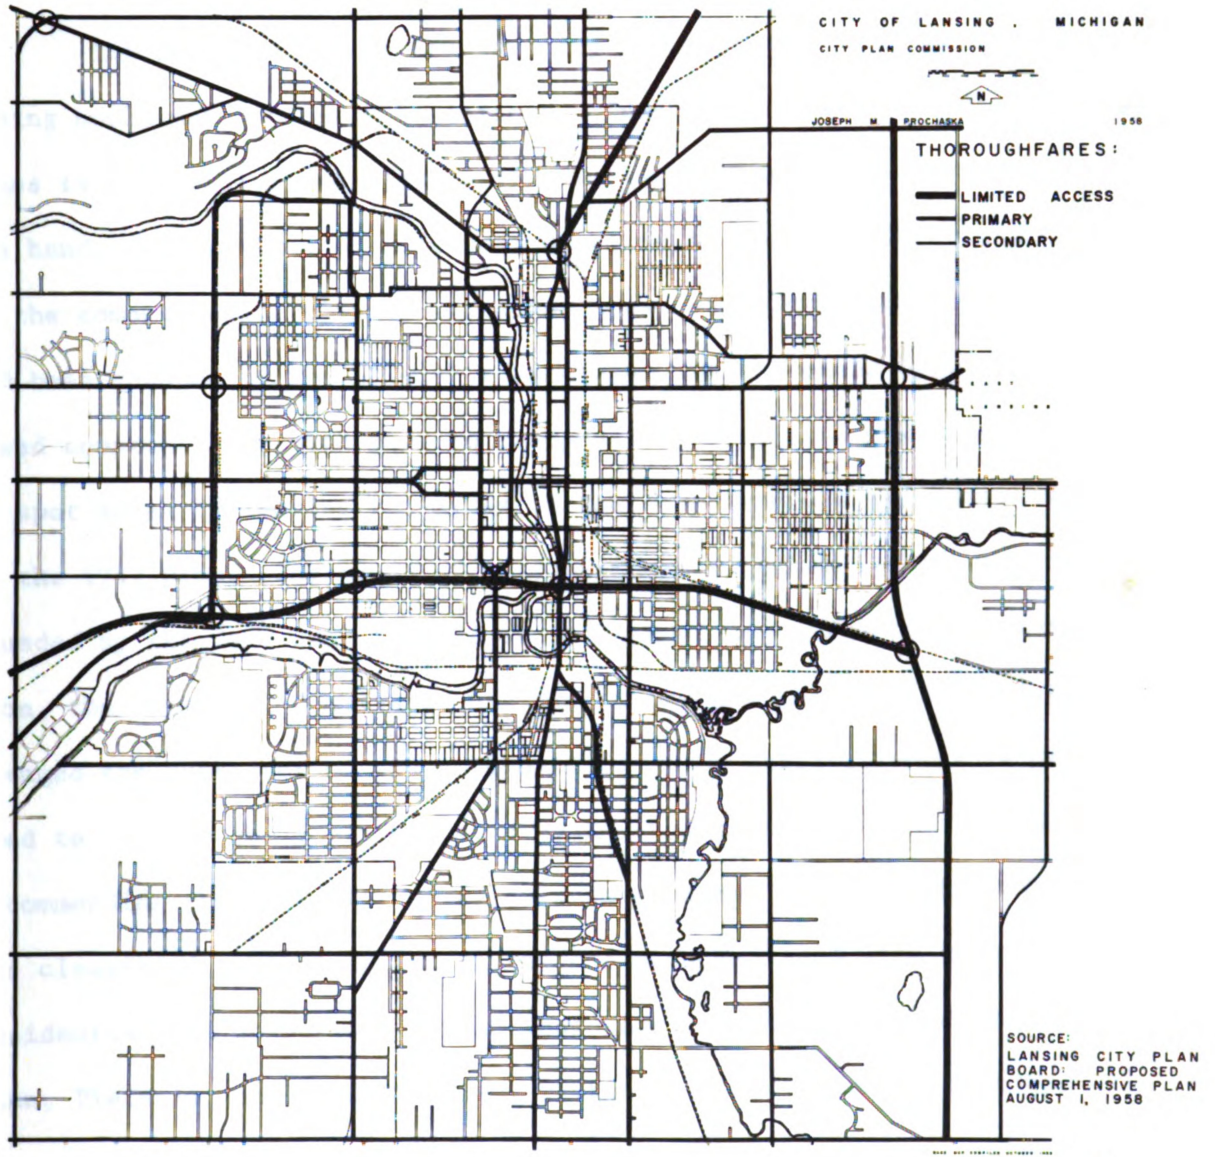 CITY OF LANSING , MICHIGAN
CITY PLAN COMMISSION
N
JOSEPH M PROCHASKA 1958
THOROUGHFARES:
LIMITED ACCESS
PRIMARY
SECONDARY
SOURCE:
LANSING CITY PLAN
BOARD: PROPOSED
COMPREHENSIVE PLAN
AUGUST 1, 1958